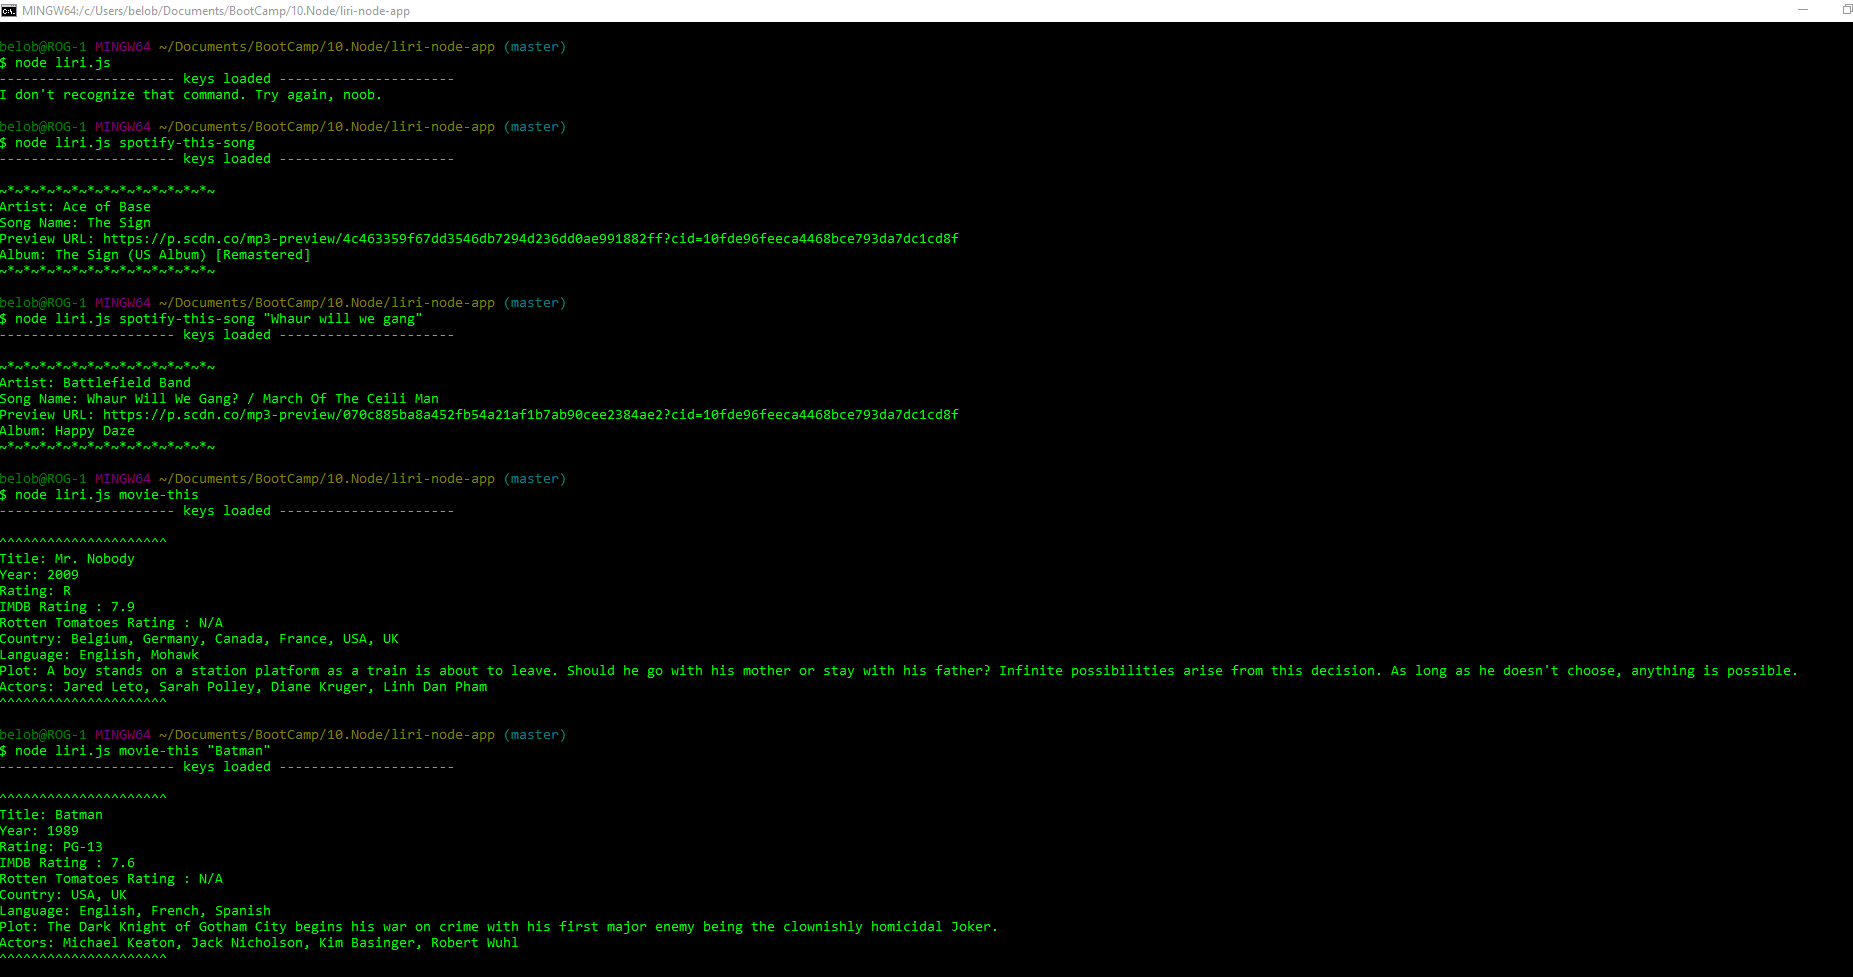 MINGW64:/c/Users/belob/Documents/BootCamp/10.Node/liri-node-app
belob@ROG-1 MINGW64 ~/Documents/BootCamp/10.Node/liri-node-app (master)
$ node liri.js
---------------------- keys loaded ----------------------
I don't recognize that command. Try again, noob.
belob@ROG-1 MINGW64 ~/Documents/BootCamp/10.Node/liri-node-app (master)
$ node liri.js spotify-this-song
---------------------- keys loaded ----------------------
~*~*~*~*~*~*~*~*~*~*~*~*~*~
Artist: Ace of Base
Song Name: The Sign
Preview URL: https://p.scdn.co/mp3-preview/4c463359f67dd3546db7294d236dd0ae991882ff?cid=10fde96feeca4468bce793da7dc1cd8f
Album: The Sign (US Album) [Remastered]
~*~*~*~*~*~*~*~*~*~*~*~*~*~
belob@ROG-1 MINGW64 ~/Documents/BootCamp/10.Node/liri-node-app (master)
$ node liri.js spotify-this-song "Whaur will we gang"
---------------------- keys loaded ----------------------
~*~*~*~*~*~*~*~*~*~*~*~*~*~
Artist: Battlefield Band
Song Name: Whaur Will We Gang? / March Of The Ceili Man
Preview URL: https://p.scdn.co/mp3-preview/070c885ba8a452fb54a21af1b7ab90cee2384ae2?cid=10fde96feeca4468bce793da7dc1cd8f
Album: Happy Daze
~*~*~*~*~*~*~*~*~*~*~*~*~*~
belob@ROG-1 MINGW64 ~/Documents/BootCamp/10.Node/liri-node-app (master)
$ node liri.js movie-this
---------------------- keys loaded ----------------------
^^^^^^^^^^^^^^^^^^^^^
Title: Mr. Nobody
Year: 2009
Rating: R
IMDB Rating : 7.9
Rotten Tomatoes Rating : N/A
Country: Belgium, Germany, Canada, France, USA, UK
Language: English, Mohawk
Plot: A boy stands on a station platform as a train is about to leave. Should he go with his mother or stay with his father? Infinite possibilities arise from this decision. As long as he doesn't choose, anything is possible.
Actors: Jared Leto, Sarah Polley, Diane Kruger, Linh Dan Pham
^^^^^^^^^^^^^^^^^^^^^
belob@ROG-1 MINGW64 ~/Documents/BootCamp/10.Node/liri-node-app (master)
$ node liri.js movie-this "Batman"
---------------------- keys loaded ----------------------
^^^^^^^^^^^^^^^^^^^^^
Title: Batman
Year: 1989
Rating: PG-13
IMDB Rating : 7.6
Rotten Tomatoes Rating : N/A
Country: USA, UK
Language: English, French, Spanish
Plot: The Dark Knight of Gotham City begins his war on crime with his first major enemy being the clownishly homicidal Joker.
Actors: Michael Keaton, Jack Nicholson, Kim Basinger, Robert Wuhl
^^^^^^^^^^^^^^^^^^^^^